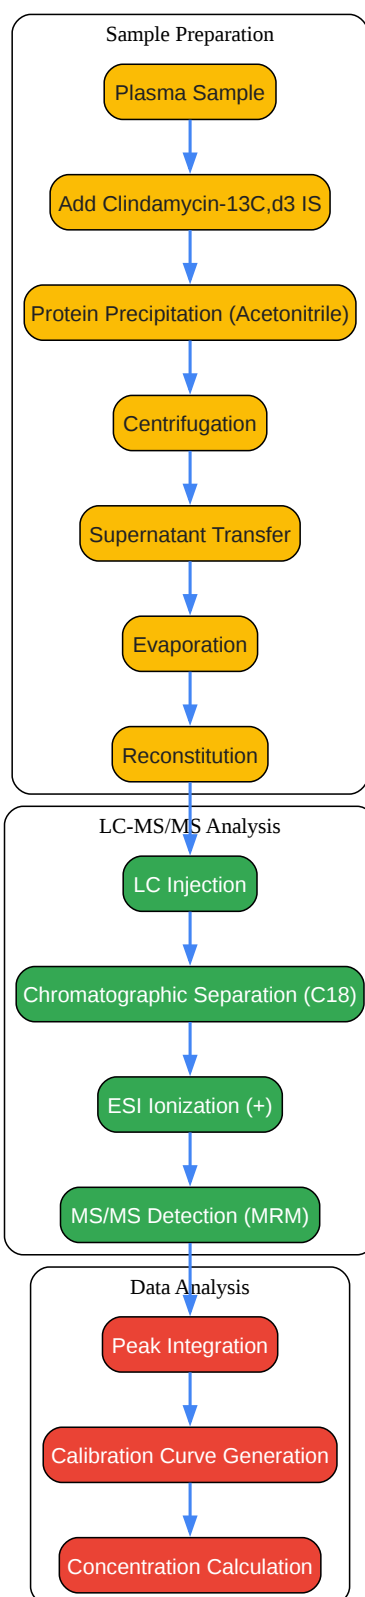 Sample Preparation
Plasma Sample
Add Clindamycin-13C,d3 IS
Protein Precipitation (Acetonitrile)
Centrifugation
Supernatant Transfer
Evaporation
Reconstitution
LC-MS/MS Analysis
LC Injection
Chromatographic Separation (C18)
ESI Ionization (+)
MS/MS Detection (MRM)
Data Analysis
Peak Integration
Calibration Curve Generation
Concentration Calculation